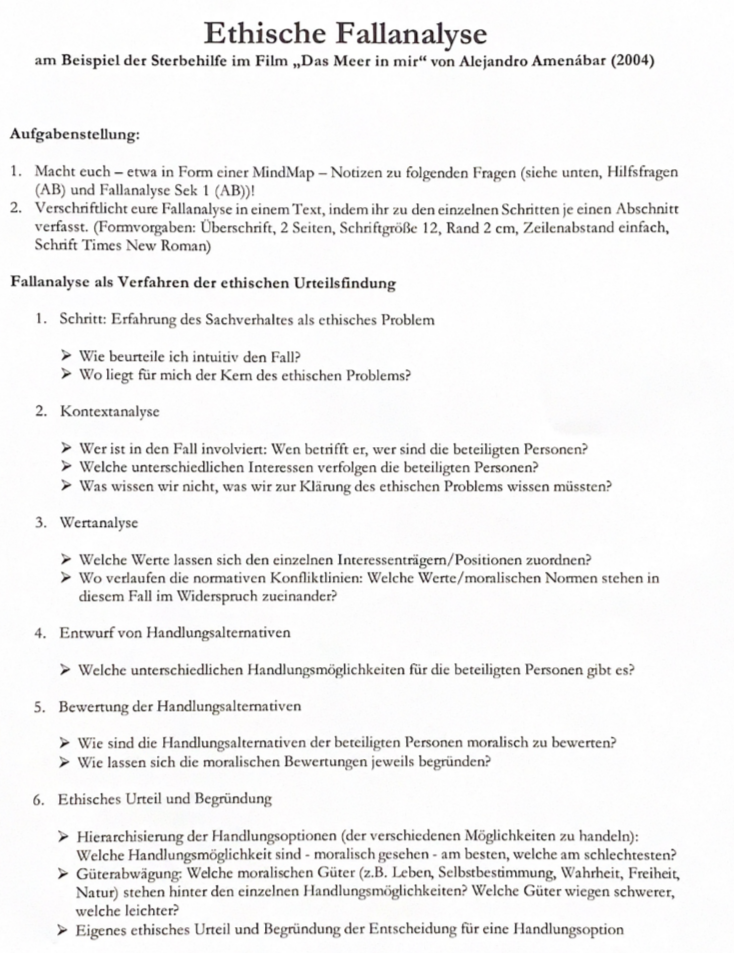 Ethische Fallanalyse
am Beispiel der Sterbehilfe im Film „Das Meer in mir“ von Alejandro Amenábar (2004)
Aufgabenstellung:
1. Macht euch – etwa in Form einer MindMap – Notizen zu folgenden Fragen (siehe unten, Hilfsfragen
(AB) und Fallanalyse Sek 1 (AB))!
2. Verschriftlicht eure Fallanalyse in einem Text, indem ihr zu den einzelnen Schritten je einen Abschnitt
verfasst. (Formvorgaben: Überschrift, 2 Seiten, Schriftgröße 12, Rand 2 cm, Zeilenabstand einfach,
Schrift Times New Roman)
Fallanalyse als Verfahren der ethischen Urteilsfindung
1. Schritt: Erfahrung des Sachverhaltes als ethisches Problem
➢ Wie beurteile ich intuitiv den Fall?
➢ Wo liegt für mich der Kern des ethischen Problems?
2. Kontextanalyse
➢ Wer ist in den Fall involviert: Wen betrifft er, wer sind die beteiligten Personen?
➢ Welche unterschiedlichen Interessen verfolgen die beteiligten Personen?
➢ Was wissen wir nicht, was wir zur Klärung des ethischen Problems wissen müssten?
3. Wertanalyse
➢ Welche Werte lassen sich den einzelnen Interessenträgern/Positionen zuordnen?
➢ Wo verlaufen die normativen Konfliktlinien: Welche Werte/moralischen Normen stehen in
diesem Fall im Widerspruch zueinander?
4. Entwurf von Handlungsalternativen
➢ Welche unterschiedlichen Handlungsmöglichkeiten für die beteiligten Personen gibt es?
5. Bewertung der Handlungsalternativen
➢ Wie sind die Handlungsalternativen der beteiligten Personen moralisch zu bewerten?
➢ Wie lassen sich die moralischen Bewertungen jeweils begründen?
6. Ethisches Urteil und Begründung
➢ Hierarchisierung der Handlungsoptionen (der verschiedenen Möglichkeiten zu handeln):
Welche Handlungsmöglichkeit sind - moralisch gesehen - am besten, welche am schlechtesten?
➢ Güterabwägung: Welche moralischen Güter (z.B. Leben, Selbstbestimmung, Wahrheit, Freiheit,
Natur) stehen hinter den einzelnen Handlungsmöglichkeiten? Welche Güter wiegen schwerer,
welche leichter?
➢ Eigenes ethisches Urteil und Begründung der Entscheidung für eine Handlungsoption